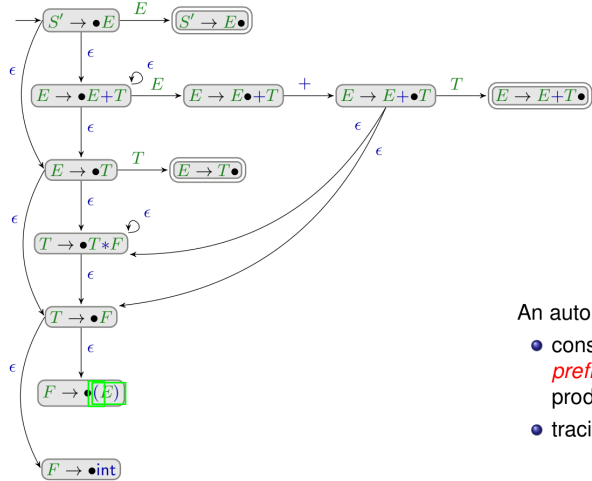 S′ → •E E S′ → E•
ϵ ϵ ϵ
E → •E+T E E → E•+T + E → E+•T T E → E+T•
ϵ ϵ ϵ
E → •T T E → T•
ϵ ϵ
T → •T*F
ϵ ϵ
T → •F
ϵ
F → •(E)
ϵ
F → •int
An auto
• cons
prefi
prod
• traci